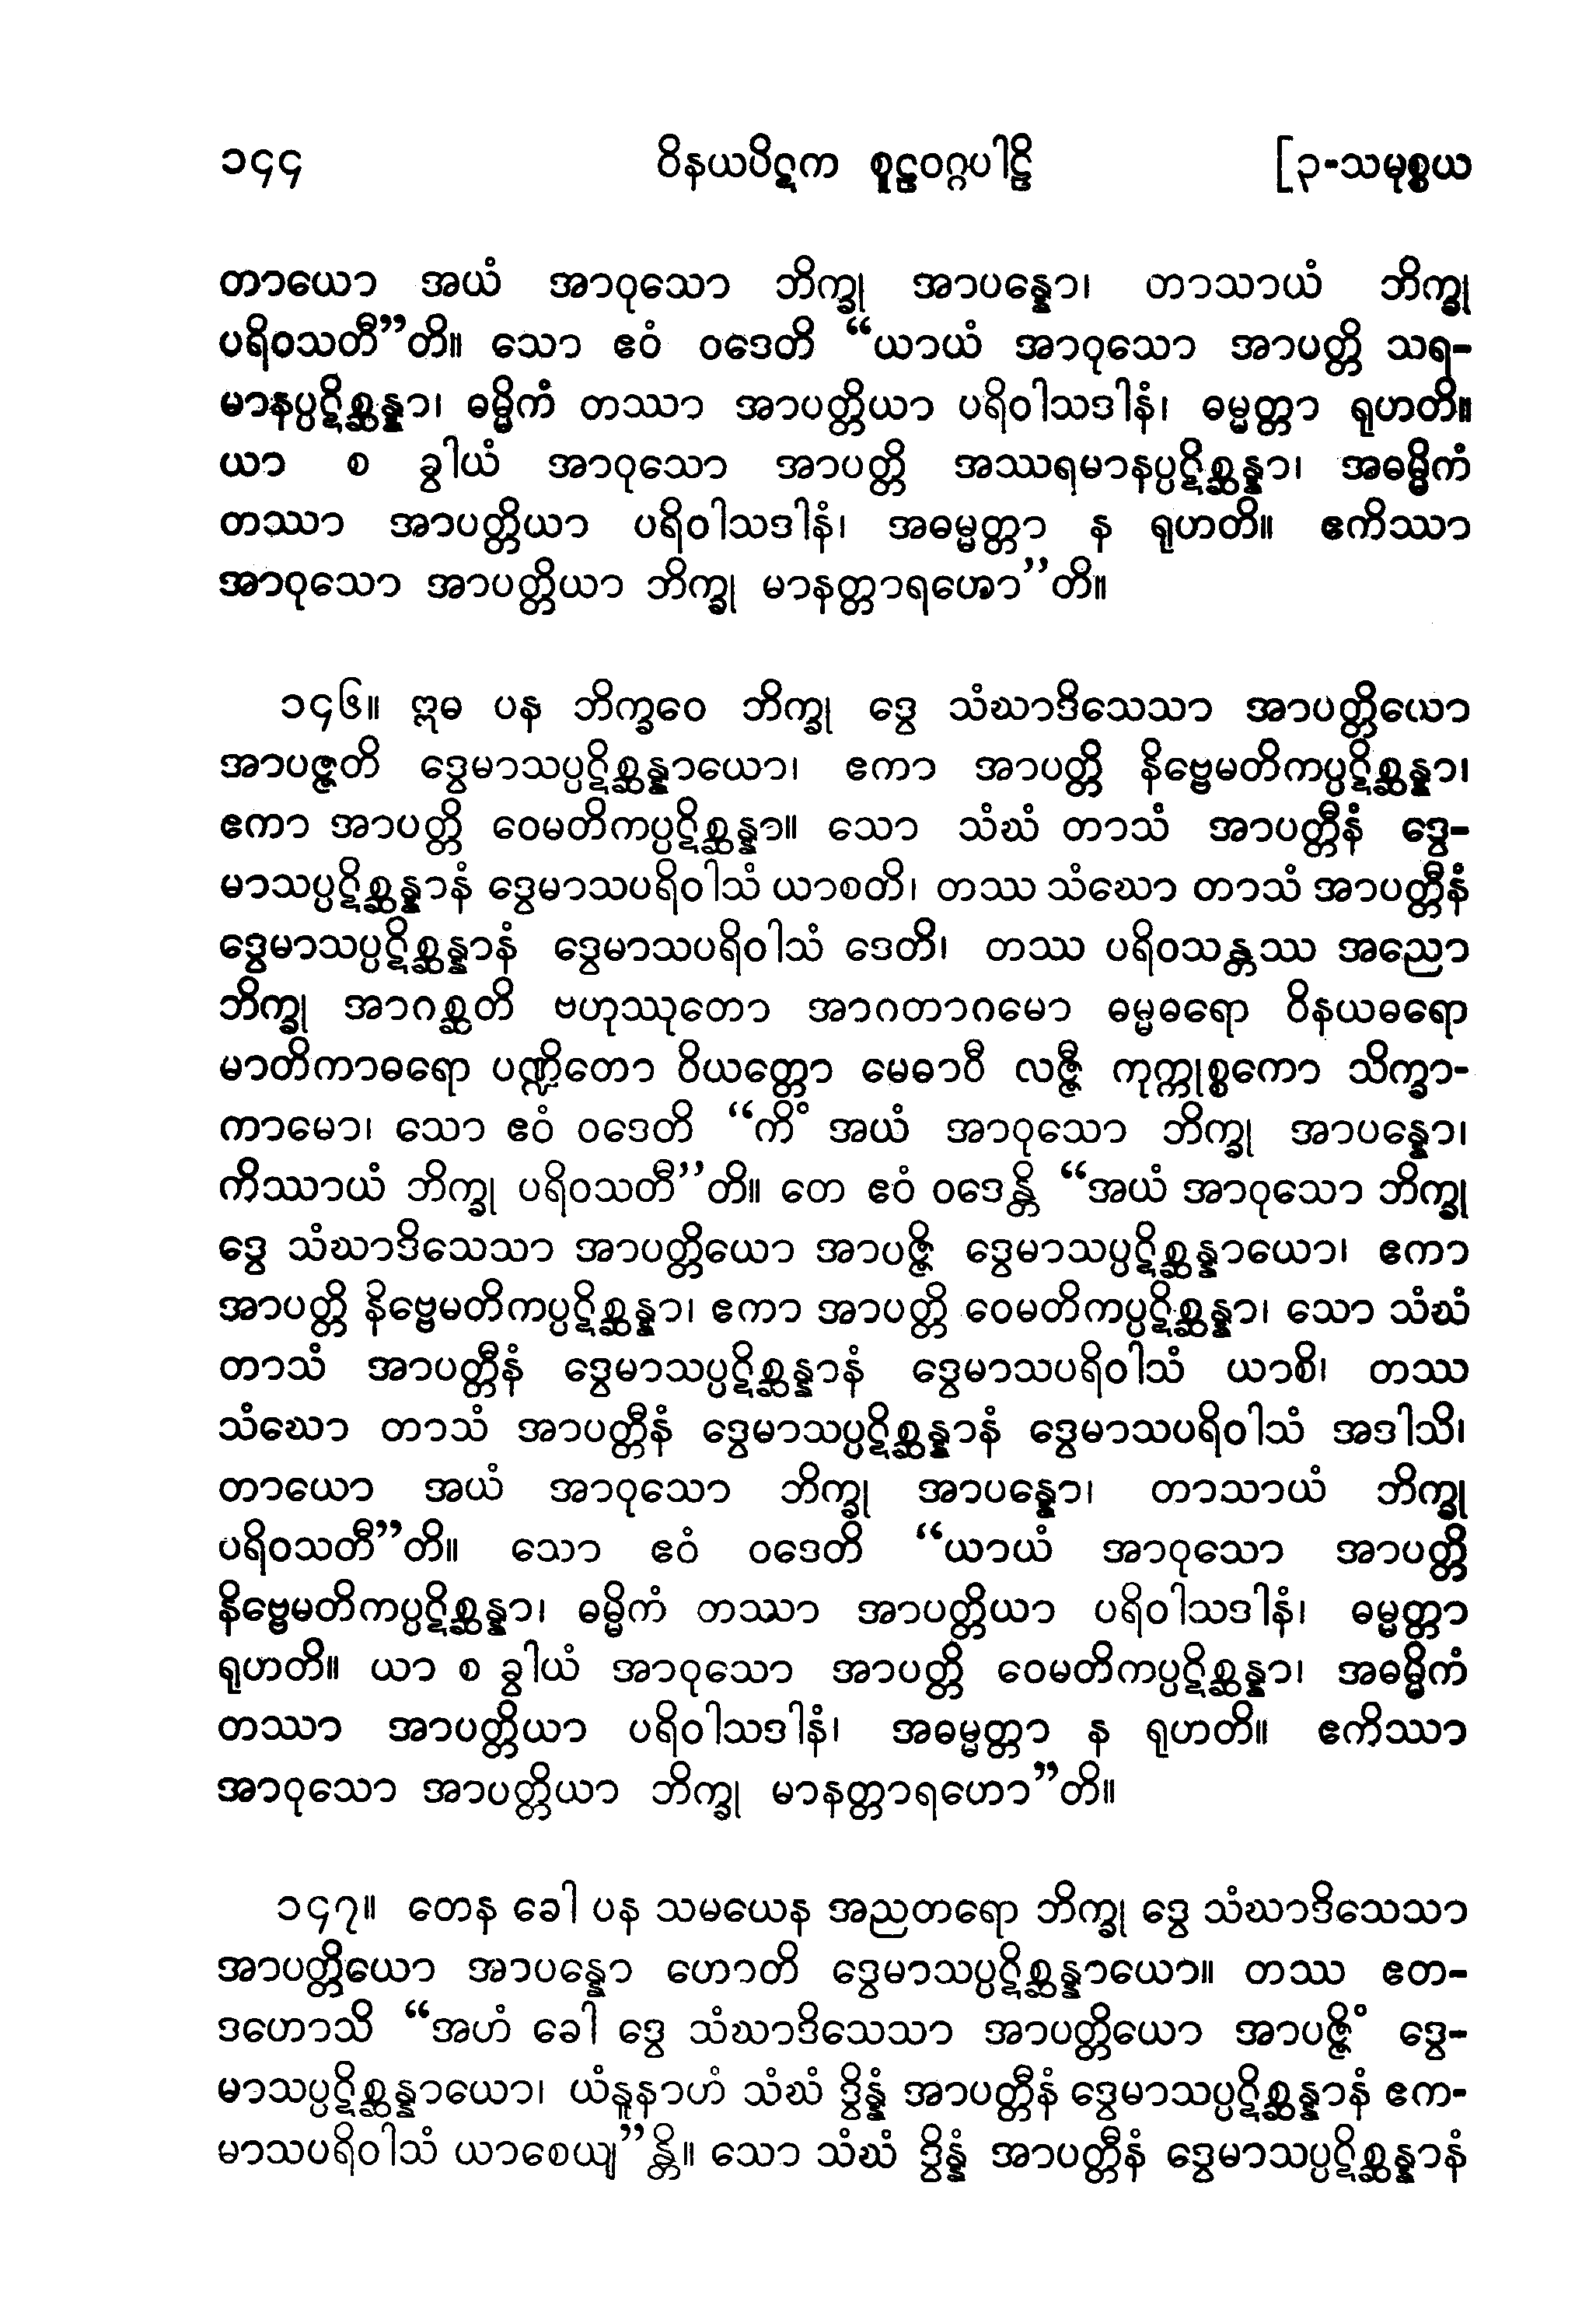 ၁၄၄ ဝိနယပိဋက စူဠဝဂ္ဂပါဠိ [၃-သမုစ္စယ
တာယော အယံ အာဝုသော ဘိက္ခု အာပန္နော၊ တာသာယံ ဘိက္ခု
ပရိဝသတီ”တိ။ သော ဧဝံ ဝဒေတိ “ယာယံ အာဝုသော အာပတ္တိ သရ-
မာနပ္ပဋိစ္ဆန္နာ၊ ဓမ္မိကံ တဿာ အာပတ္တိယာ ပရိဝါသဒါနံ၊ ဓမ္မတ္တာ ရုဟတိ။
ယာ စ ခွါယံ အာဝုသော အာပတ္တိ အဿရမာနပ္ပဋိစ္ဆန္နာ၊ အဓမ္မိကံ
တဿာ အာပတ္တိယာ ပရိဝါသဒါနံ၊ အဓမ္မတ္တာ န ရုဟတိ။ ဧကိဿာ
အာဝုသော အာပတ္တိယာ ဘိက္ခု မာနတ္တာရဟော”တိ။
၁၄၆။ ဣဓ ပန ဘိက္ခဝေ ဘိက္ခု ဒွေ သံဃာဒိသေသာ အာပတ္တိယော
အာပဇ္ဇတိ ဒွေမာသပ္ပဋိစ္ဆန္နာယော၊ ဧကာ အာပတ္တိ နိဗ္ဗေမတိကပ္ပဋိစ္ဆန္နာ၊
ဧကာ အာပတ္တိ ဝေမတိကပ္ပဋိစ္ဆန္နာ။ သော သံဃံ တာသံ အာပတ္တီနံ ဒွေ-
မာသပ္ပဋိစ္ဆန္နာနံ ဒွေမာသပရိဝါသံ ယာစတိ၊ တဿ သံဃော တာသံ အာပတ္တီနံ
ဒွေမာသပ္ပဋိစ္ဆန္နာနံ ဒွေမာသပရိဝါသံ ဒေတိ၊ တဿ ပရိဝသန္တဿ အညော
ဘိက္ခု အာဂစ္ဆတိ ဗဟုဿုတော အာဂတာဂမော ဓမ္မဓရော ဝိနယဓရော
မာတိကာဓရော ပဏ္ဍိတော ဝိယတ္တော မေဓာဝီ လဇ္ဇီ ကုက္ကုစ္စကော သိက္ခာ-
ကာမော၊ သော ဧဝံ ဝဒေတိ “ကိံ အယံ အာဝုသော ဘိက္ခု အာပန္နော၊
ကိဿာယံ ဘိက္ခု ပရိဝသတီ”တိ။ တေ ဧဝံ ဝဒေန္တိ “အယံ အာဝုသော ဘိက္ခု
ဒွေ သံဃာဒိသေသာ အာပတ္တိယော အာပဇ္ဇိ ဒွေမာသပ္ပဋိစ္ဆန္နာယော၊ ဧကာ
အာပတ္တိ နိဗ္ဗေမတိကပ္ပဋိစ္ဆန္နာ၊ ဧကာ အာပတ္တိ ဝေမတိကပ္ပဋိစ္ဆန္နာ၊ သော သံဃံ
တာသံ အာပတ္တီနံ ဒွေမာသပ္ပဋိစ္ဆန္နာနံ ဒွေမာသပရိဝါသံ ယာစိ၊ တဿ
သံဃော တာသံ အာပတ္တီနံ ဒွေမာသပ္ပဋိစ္ဆန္နာနံ ဒွေမာသပရိဝါသံ အဒါသိ၊
တာယော အယံ အာဝုသော ဘိက္ခု အာပန္နော၊ တာသာယံ ဘိက္ခု
ပရိဝသတီ”တိ။ သော ဧဝံ ဝဒေတိ “ယာယံ အာဝုသော အာပတ္တိ
နိဗ္ဗေမတိကပ္ပဋိစ္ဆန္နာ၊ ဓမ္မိကံ တဿာ အာပတ္တိယာ ပရိဝါသဒါနံ၊ ဓမ္မတ္တာ
ရုဟတိ။ ယာ စ ခွါယံ အာဝုသော အာပတ္တိ ဝေမတိကပ္ပဋိစ္ဆန္နာ၊ အဓမ္မိကံ
တဿာ အာပတ္တိယာ ပရိဝါသဒါနံ၊ အဓမ္မတ္တာ န ရုဟတိ။ ဧကိဿာ
အာဝုသော အာပတ္တိယာ ဘိက္ခု မာနတ္တာရဟော”တိ။
၁၄၇။ တေန ခေါ ပန သမယေန အညတရော ဘိက္ခု ဒွေ သံဃာဒိသေသာ
အာပတ္တိယော အာပန္နော ဟောတိ ဒွေမာသပ္ပဋိစ္ဆန္နာယော။ တဿ ဧတ-
ဒဟောသိ “အဟံ ခေါ ဒွေ သံဃာဒိသေသာ အာပတ္တိယော အာပဇ္ဇိံ ဒွေ-
မာသပ္ပဋိစ္ဆန္နာယော၊ ယံနူနာဟံ သံဃံ ဒွိန္နံ အာပတ္တီနံ ဒွေမာသပ္ပဋိစ္ဆန္နာနံ ဧက-
မာသပရိဝါသံ ယာစေယျ”န္တိ။ သော သံဃံ ဒွိန္နံ အာပတ္တီနံ ဒွေမာသပ္ပဋိစ္ဆန္နာနံ